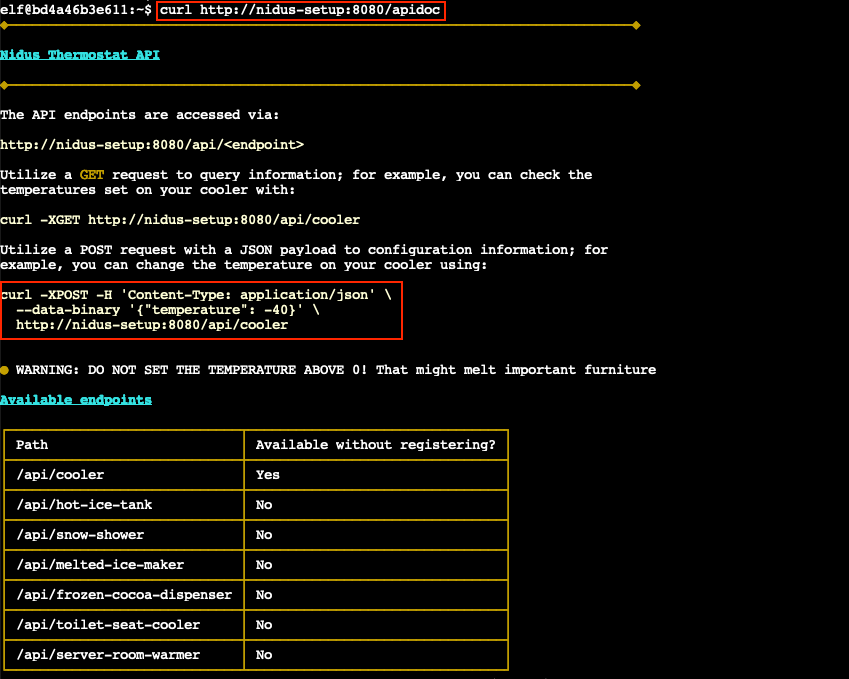 elf@bd4a46b3e611:~$ curl http://nidus-setup:8080/apidoc
Nidus Thermostat API
The API endpoints are accessed via:
http://nidus-setup:8080/api/<endpoint>
Utilize a GET request to query information; for example, you can check the
temperatures set on your cooler with:
curl -XGET http://nidus-setup:8080/api/cooler
Utilize a POST request with a JSON payload to configuration information; for
example, you can change the temperature on your cooler using:
curl -XPOST -H 'Content-Type: application/json' \
--data-binary '{"temperature": -40}' \
http://nidus-setup:8080/api/cooler
● WARNING: DO NOT SET THE TEMPERATURE ABOVE 0! That might melt important furniture
Available endpoints
Path Available without registering?
/api/cooler Yes
/api/hot-ice-tank No
/api/snow-shower No
/api/melted-ice-maker No
/api/frozen-cocoa-dispenser No
/api/toilet-seat-cooler No
/api/server-room-warmer No